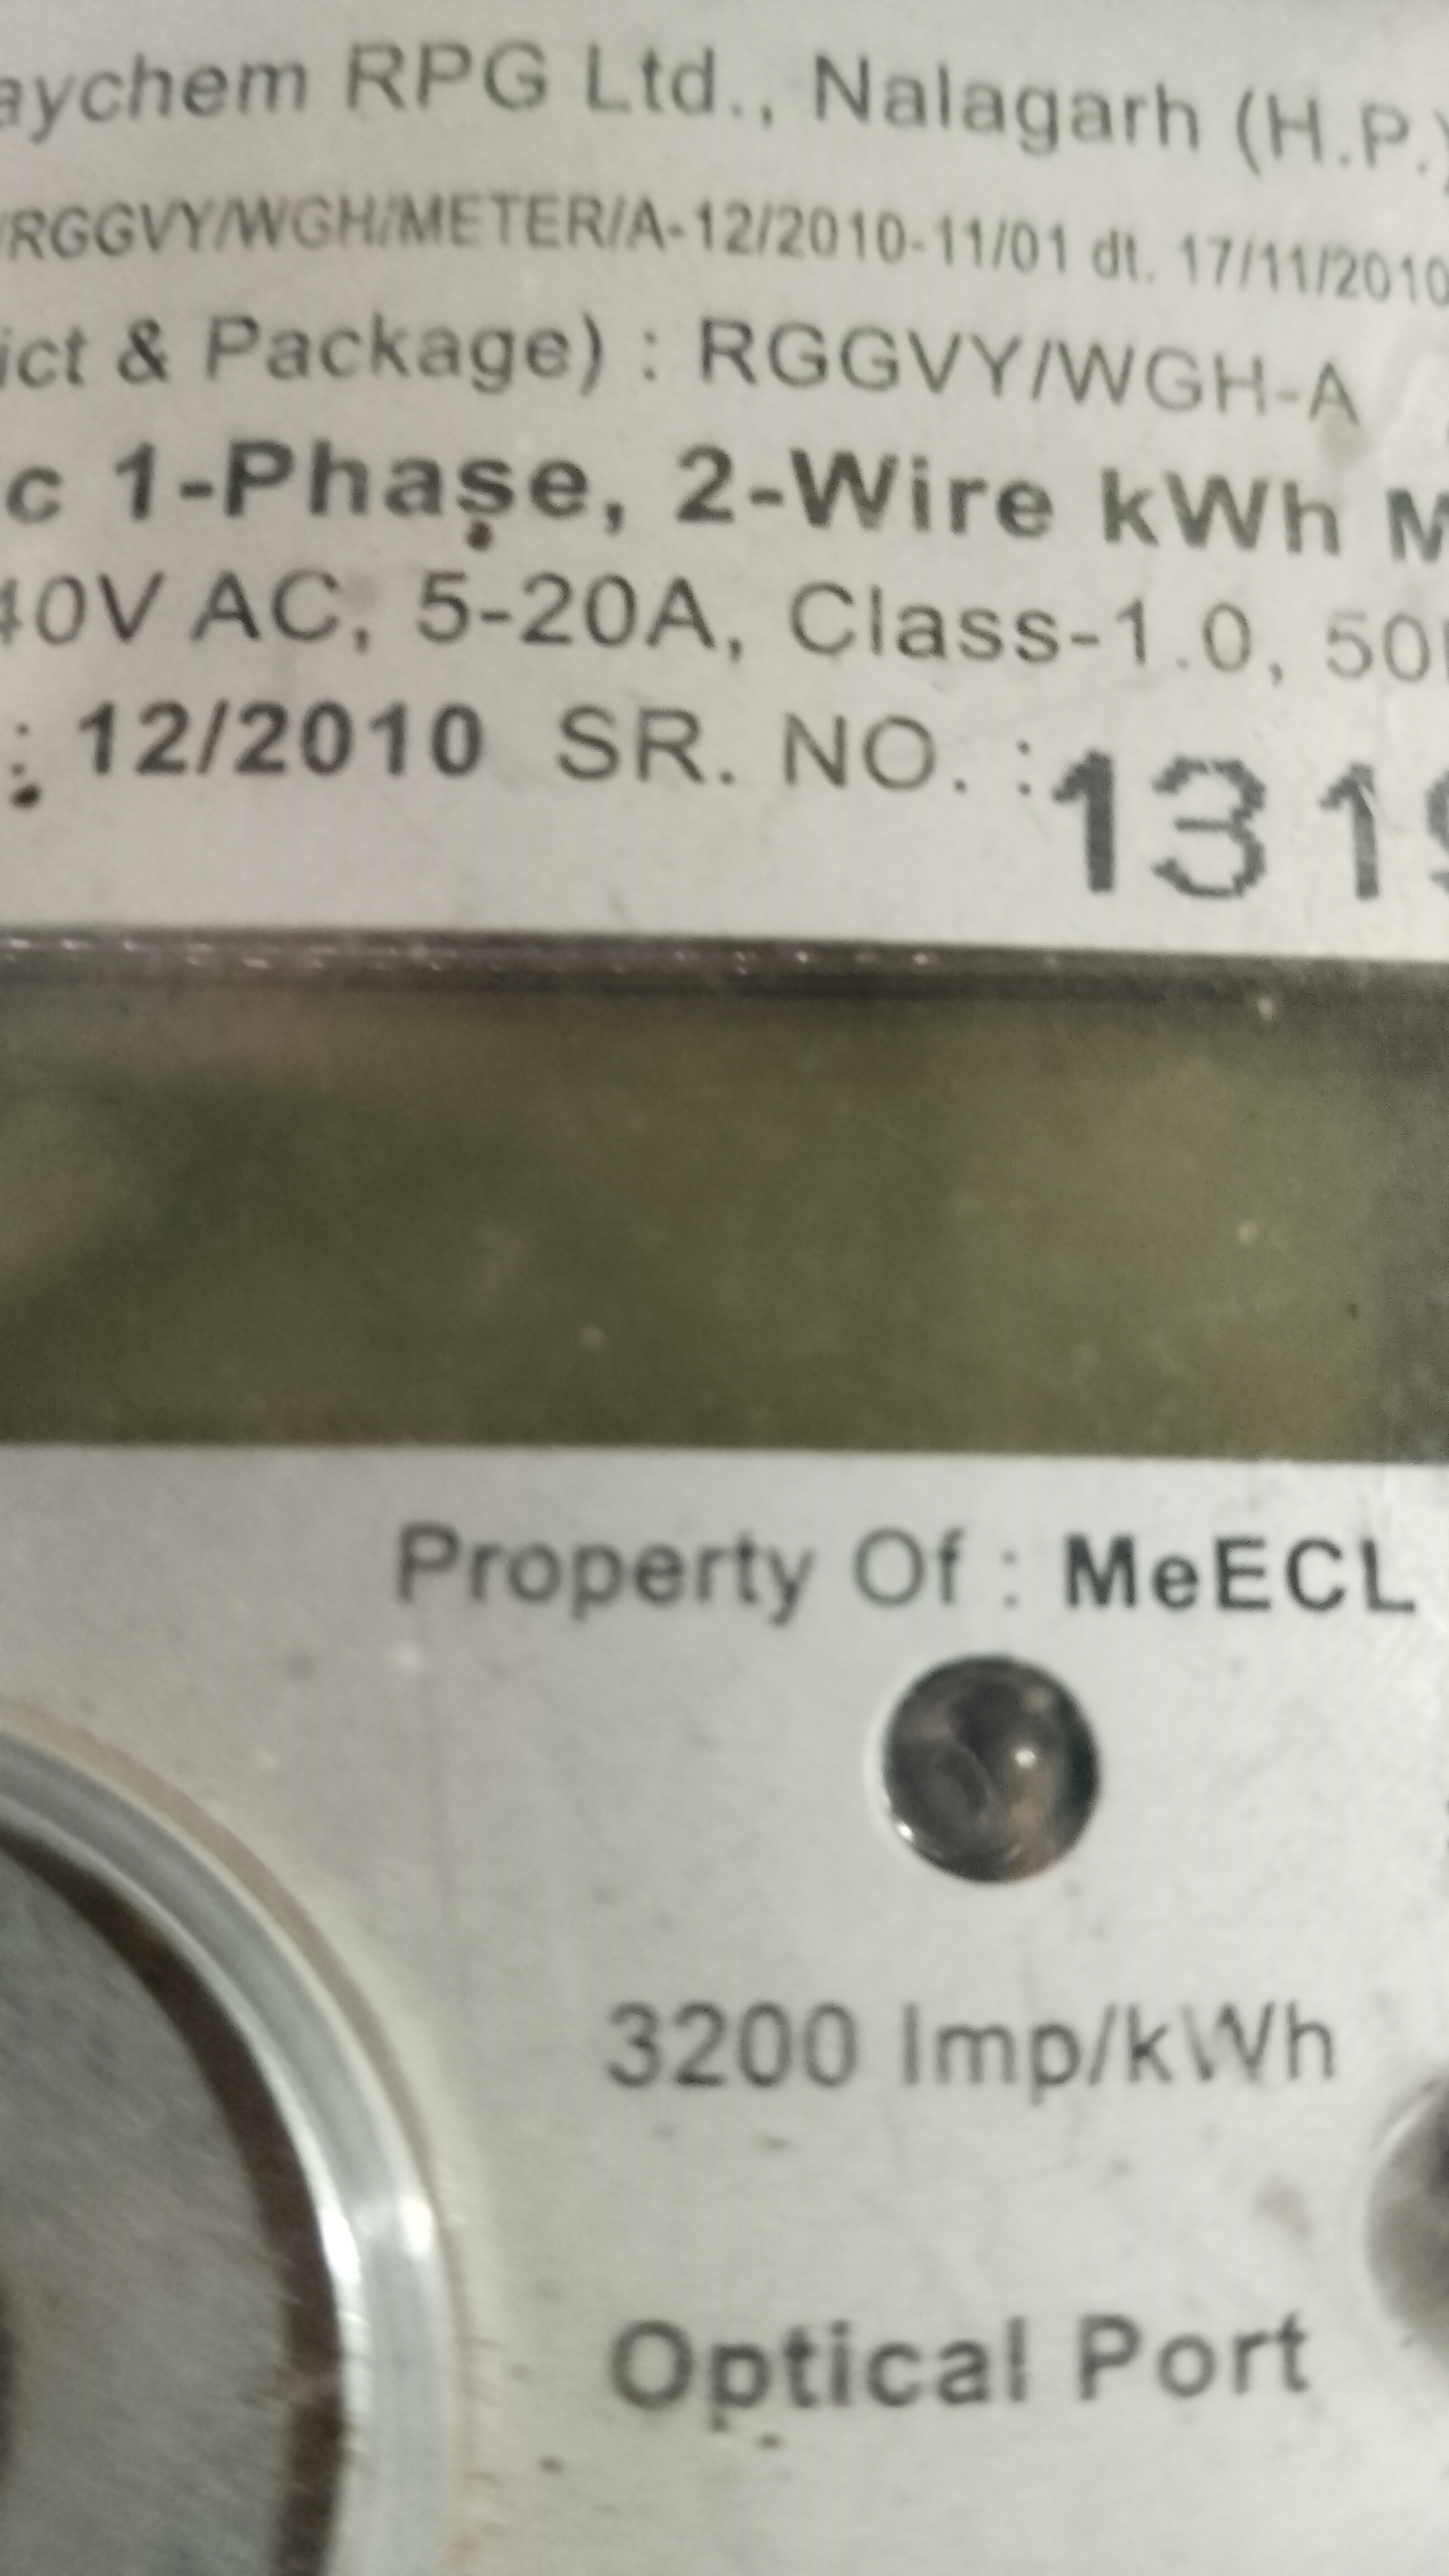 aychem RPG Ltd., Nalagarh (H.P.)
/RGGVY/WGH/METER/A-12/2010-11/01 dt. 17/11/2010
ict & Package) : RGGVY/WGH-A
c 1-Phase, 2-Wire kWh M
40V AC, 5-20A, Class-1.0, 50
: 12/2010 SR. NO. : 1319
Property Of : MeECL
3200 Imp/kWh
Optical Port